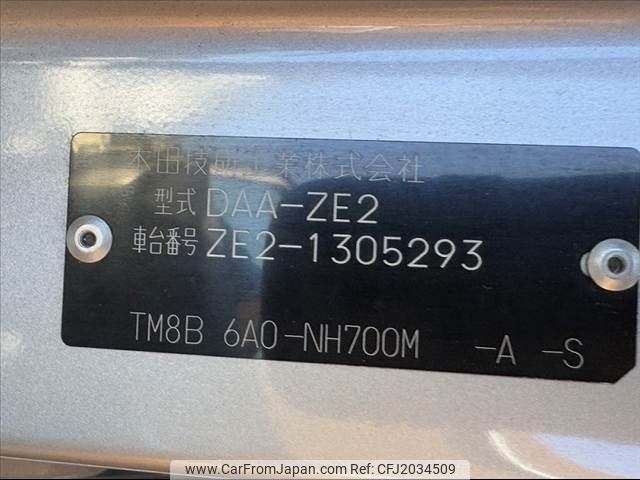 本田技研工業株式会社
型式 DAA-ZE2
車台番号 ZE2-1305293
TM8B 6A0-NH700M -A -S
www.CarFromJapan.com | CFJ2034509